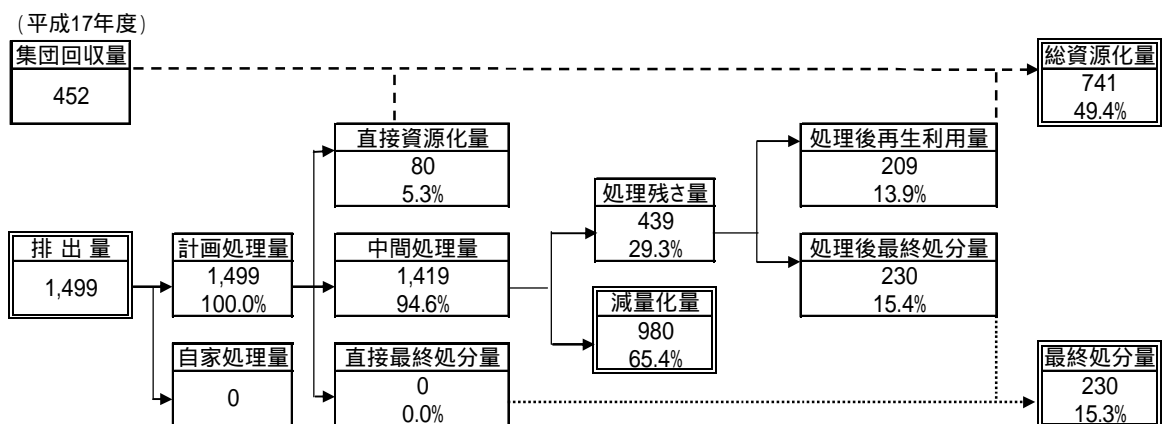 (平成17年度)
集団回収量
452
総資源化量
741
49.4%
直接資源化量
80
5.3%
処理後再生利用量
209
13.9%
処理残さ量
439
29.3%
排 出 量
1,499
計画処理量
1,499
100.0%
中間処理量
1,419
94.6%
処理後最終処分量
230
15.4%
減量化量
980
65.4%
自家処理量
0
直接最終処分量
0
0.0%
最終処分量
230
15.3%